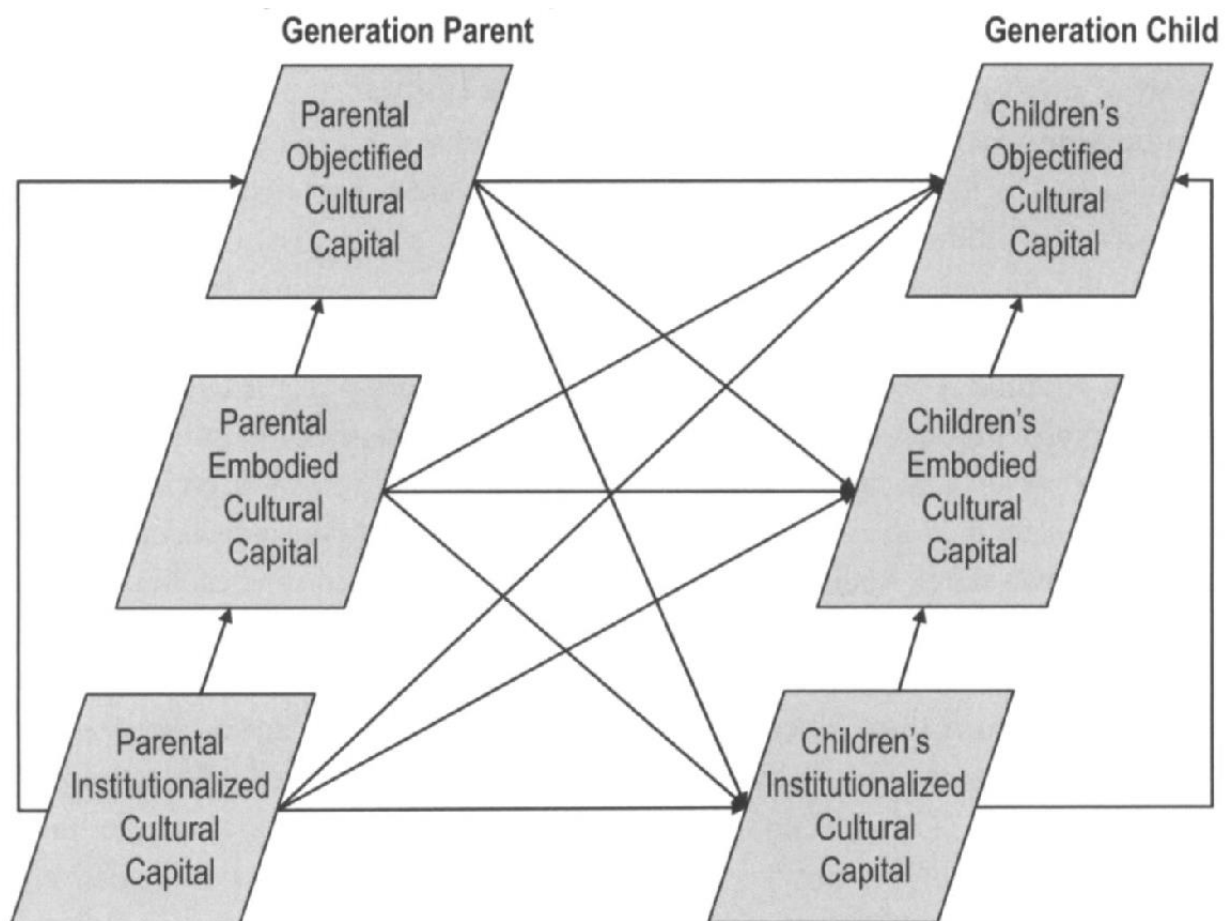 Generation Parent
Generation Child
Parental
Objectified
Cultural
Capital
Children's
Objectified
Cultural
Capital
Parental
Embodied
Cultural
Capital
Children's
Embodied
Cultural
Capital
Parental
Institutionalized
Cultural
Capital
Children's
Institutionalized
Cultural
Capital